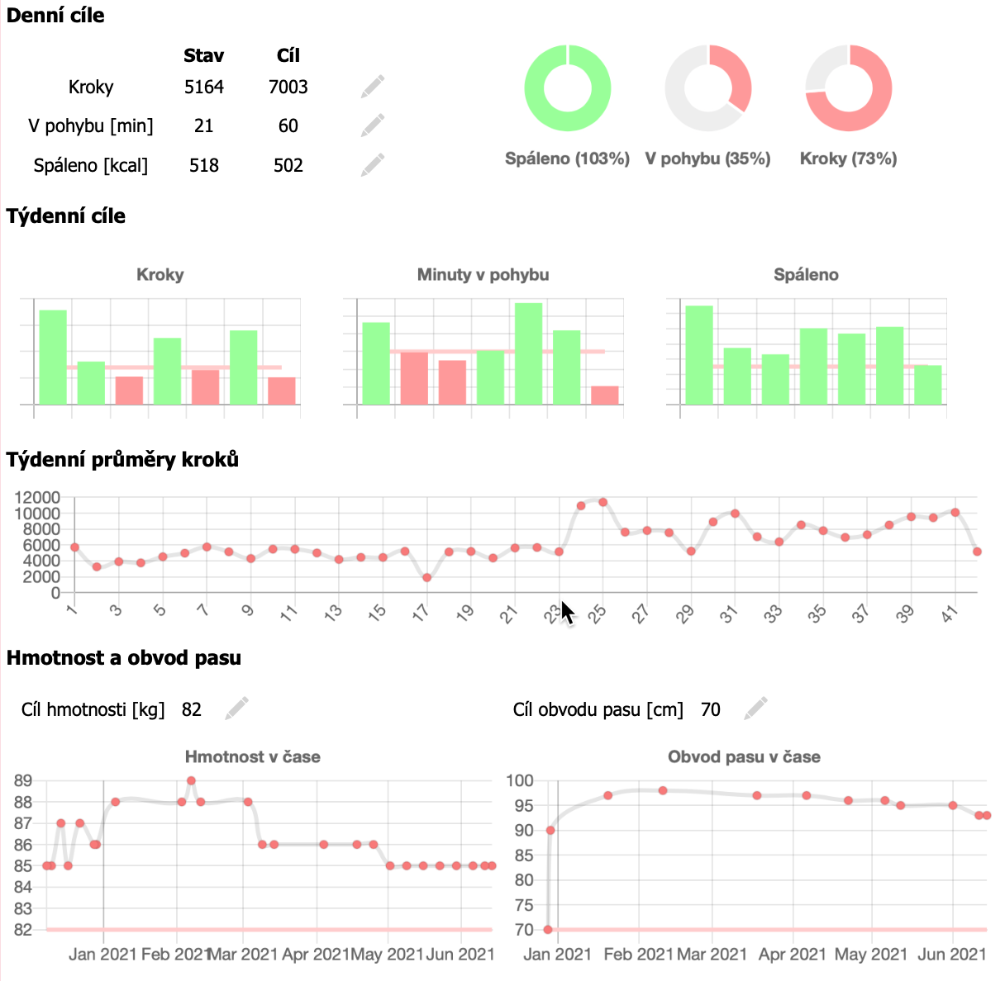 Denní cíle
Stav Cíl
Kroky 5164 7003
V pohybu [min] 21 60
Spáleno [kcal] 518 502
Spáleno (103%) V pohybu (35%) Kroky (73%)
Týdenní cíle
Kroky Minuty v pohybu Spáleno
Týdenní průměry kroků
12000
10000
8000
6000
4000
2000
0
1 3 5 7 9 11 13 15 17 19 21 23 25 27 29 31 33 35 37 39 41
Hmotnost a obvod pasu
Cíl hmotnosti [kg] 82
Cíl obvodu pasu [cm] 70
Hmotnost v čase
89
88
87
86
85
84
83
82
Jan 2021 Feb 2021 Mar 2021 Apr 2021 May 2021 Jun 2021
Obvod pasu v čase
100
95
90
85
80
75
70
Jan 2021 Feb 2021 Mar 2021 Apr 2021 May 2021 Jun 2021